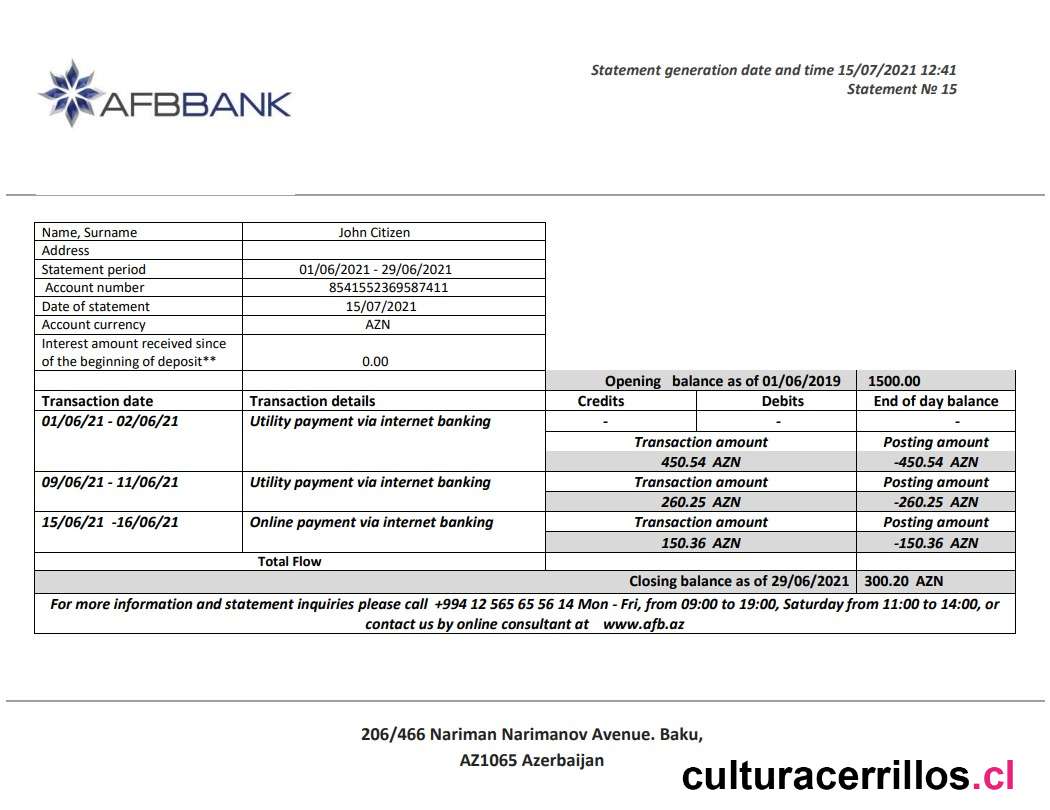 AFBBANK
Statement generation date and time 15/07/2021 12:41
Statement № 15
Name, Surname John Citizen
Address
Statement period 01/06/2021 - 29/06/2021
Account number 8541552369587411
Date of statement 15/07/2021
Account currency AZN
Interest amount received since
of the beginning of deposit** 0.00
Opening balance as of 01/06/2019 1500.00
Transaction date Transaction details Credits Debits End of day balance
01/06/21 - 02/06/21 Utility payment via internet banking - - -
Transaction amount Posting amount
450.54 AZN -450.54 AZN
09/06/21 - 11/06/21 Utility payment via internet banking Transaction amount Posting amount
260.25 AZN -260.25 AZN
15/06/21 -16/06/21 Online payment via internet banking Transaction amount Posting amount
150.36 AZN -150.36 AZN
Total Flow
Closing balance as of 29/06/2021 300.20 AZN
For more information and statement inquiries please call +994 12 565 65 56 14 Mon - Fri, from 09:00 to 19:00, Saturday from 11:00 to 14:00, or
contact us by online consultant at www.afb.az
206/466 Nariman Narimanov Avenue. Baku,
AZ1065 Azerbaijan
culturacerrillos.cl